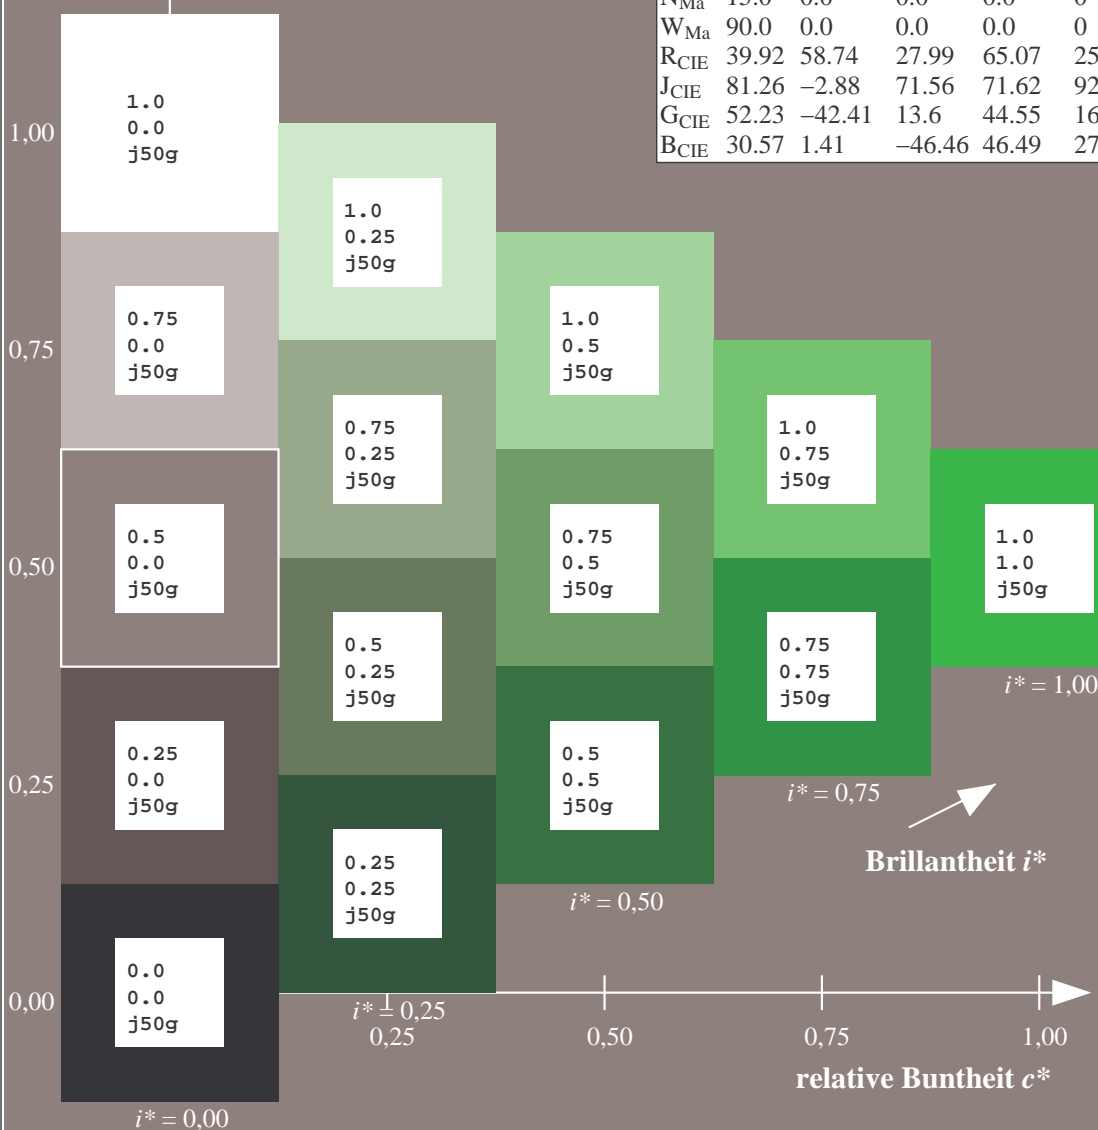 N_Ma 15.0 0.0 0.0 0.0 0
W_Ma 90.0 0.0 0.0 0.0 0
R_CIE 39.92 58.74 27.99 65.07 25
J_CIE 81.26 −2.88 71.56 71.62 92
G_CIE 52.23 −42.41 13.6 44.55 16
B_CIE 30.57 1.41 −46.46 46.49 27
1,00
1.0
0.0
j50g
1.0
0.25
j50g
0,75
0.75
0.0
j50g
1.0
0.5
j50g
0.75
0.25
j50g
1.0
0.75
j50g
0,50
0.5
0.0
j50g
0.75
0.5
j50g
1.0
1.0
j50g
0.5
0.25
j50g
0.75
0.75
j50g
i* = 1,00
0,25
0.25
0.0
j50g
0.5
0.5
j50g
i* = 0,75
Brillantheit i*
0.25
0.25
j50g
i* = 0,50
0,00
0.0
0.0
j50g
i* = 0,25
0,25 0,50 0,75 1,00
relative Buntheit c*
i* = 0,00